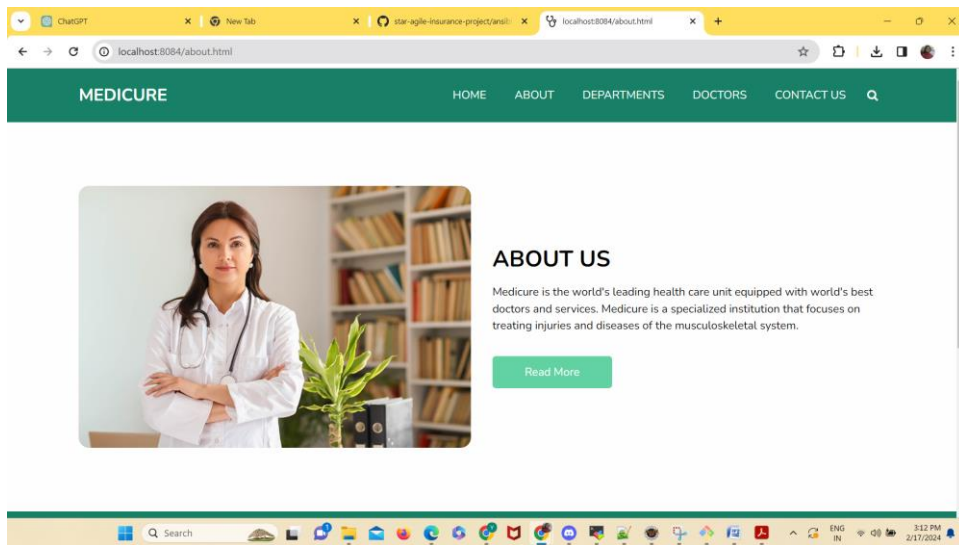 ChatGPT
New Tab
star-agile-insurance-project/ansib
localhost:8084/about.html
localhost:8084/about.html
MEDICURE
HOME ABOUT DEPARTMENTS DOCTORS CONTACT US
ABOUT US
Medicure is the world's leading health care unit equipped with world's best
doctors and services. Medicure is a specialized institution that focuses on
treating injuries and diseases of the musculoskeletal system.
Read More
Search
ENG
IN
3:12 PM
2/17/2024